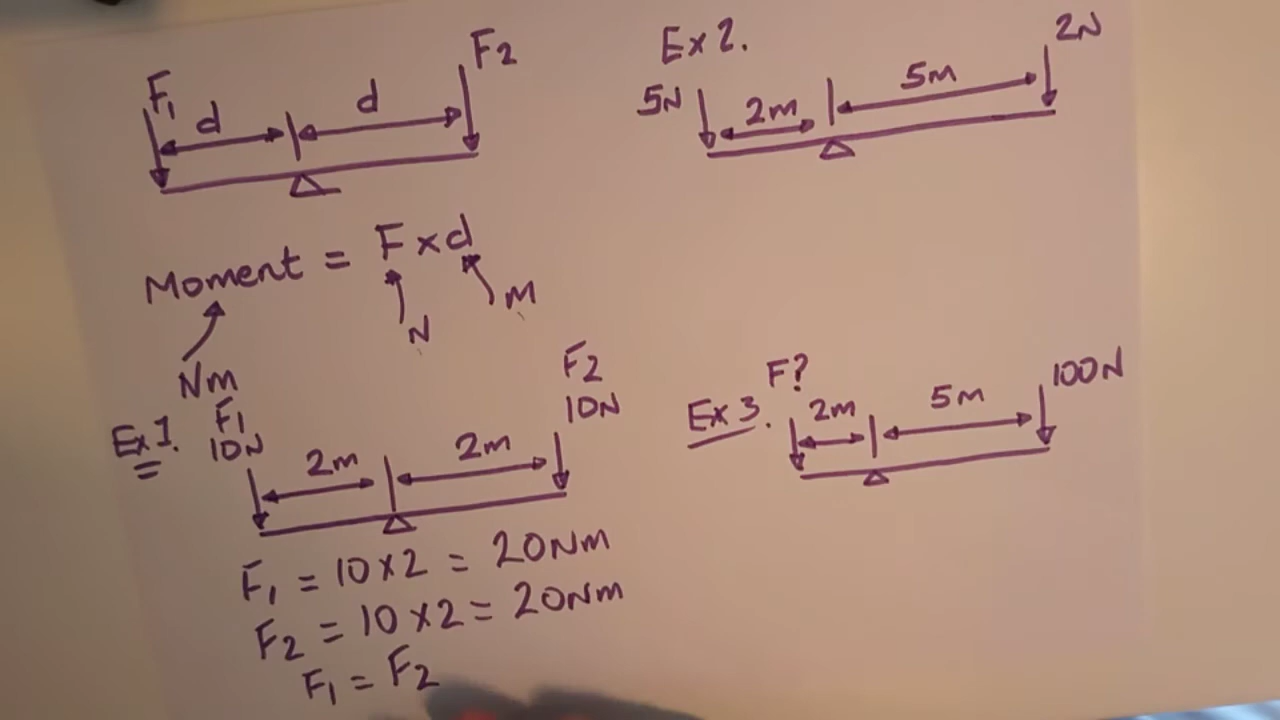 F₁ F2
d d
Moment = F x d
N M
Nm
Ex 1. F₁ F2
10N 10N
2m 2m
F₁ = 10 x 2 = 20Nm
F2 = 10 x 2 = 20Nm
F₁ = F2
Ex 2.
5N 2m 5m 2N
Ex 3. F? 2m 5m 100N